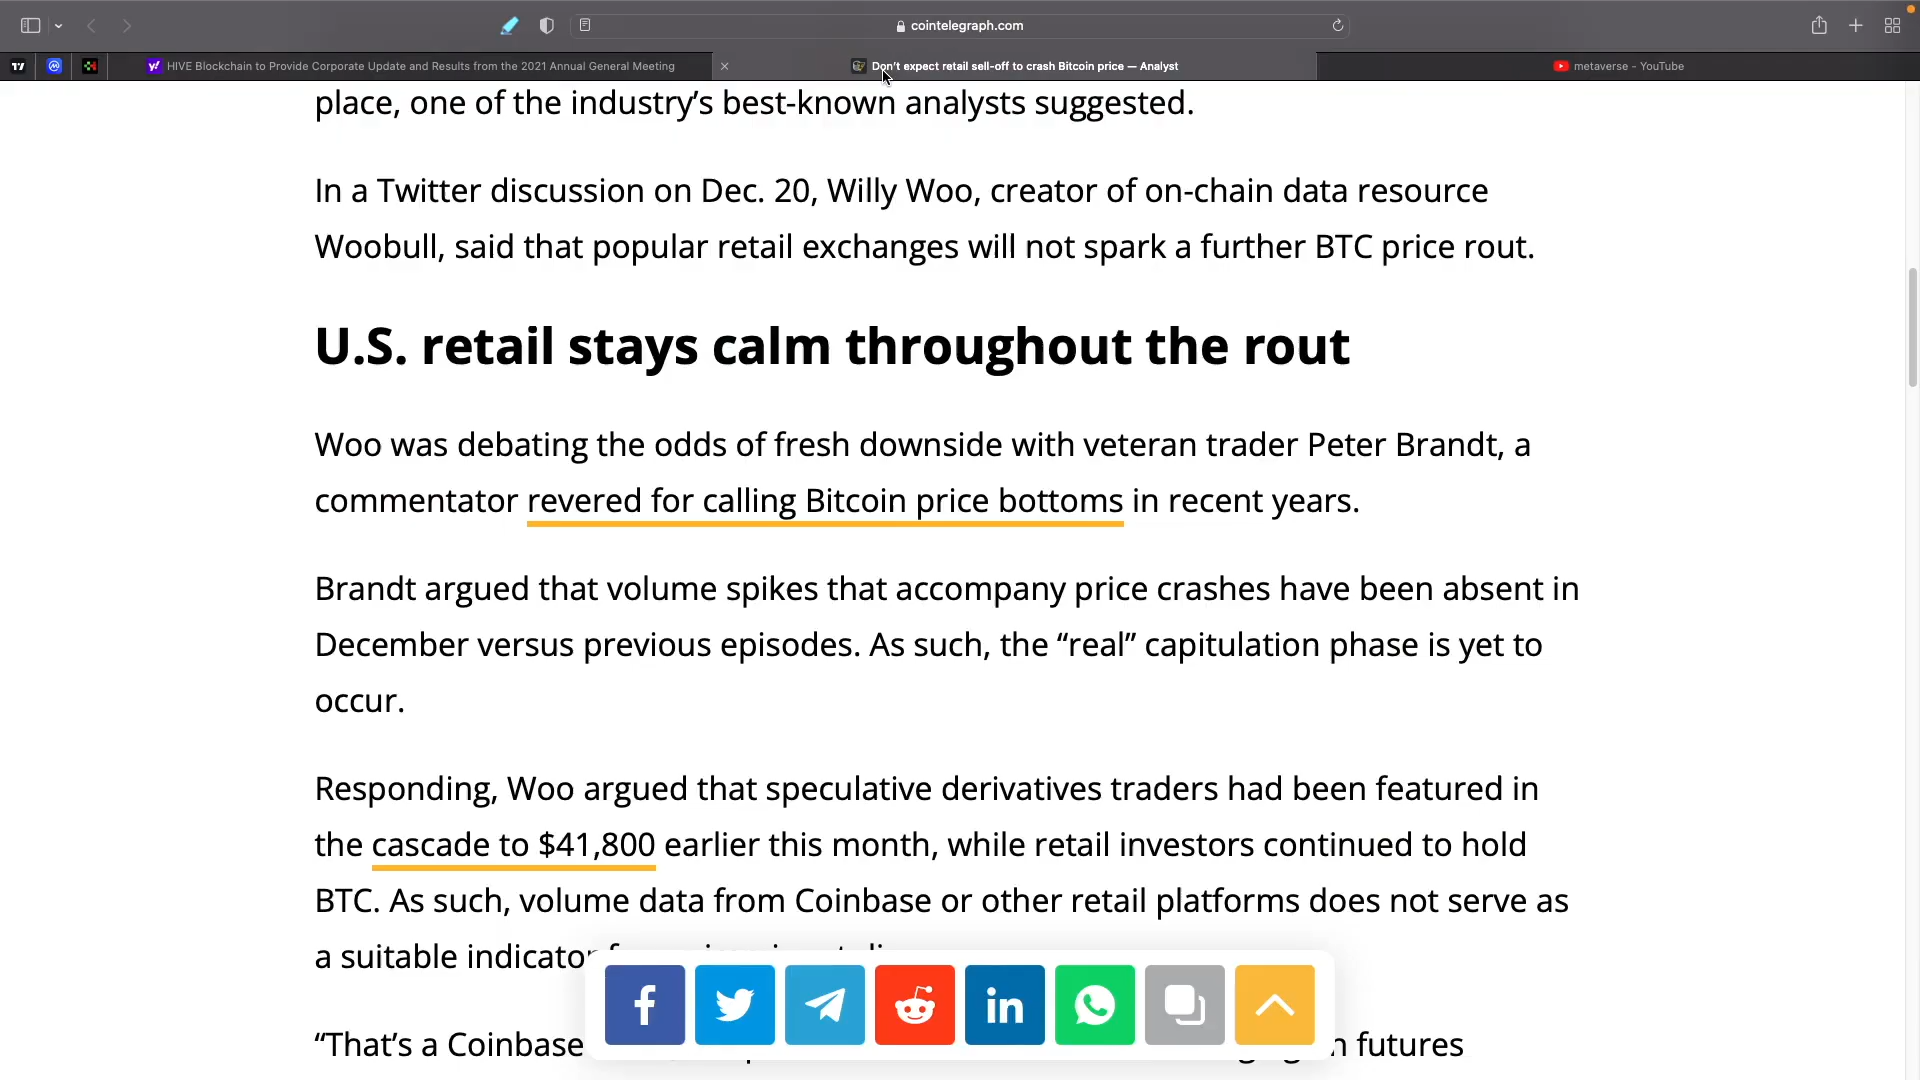 cointelegraph.com
HIVE Blockchain to Provide Corporate Update and Results from the 2021 Annual General Meeting
Don't expect retail sell-off to crash Bitcoin price — Analyst
metaverse - YouTube
place, one of the industry's best-known analysts suggested.
In a Twitter discussion on Dec. 20, Willy Woo, creator of on-chain data resource
Woobull, said that popular retail exchanges will not spark a further BTC price rout.
U.S. retail stays calm throughout the rout
Woo was debating the odds of fresh downside with veteran trader Peter Brandt, a
commentator revered for calling Bitcoin price bottoms in recent years.
Brandt argued that volume spikes that accompany price crashes have been absent in
December versus previous episodes. As such, the “real” capitulation phase is yet to
occur.
Responding, Woo argued that speculative derivatives traders had been featured in
the cascade to $41,800 earlier this month, while retail investors continued to hold
BTC. As such, volume data from Coinbase or other retail platforms does not serve as
a suitable indicator
“That’s a Coinbase futures